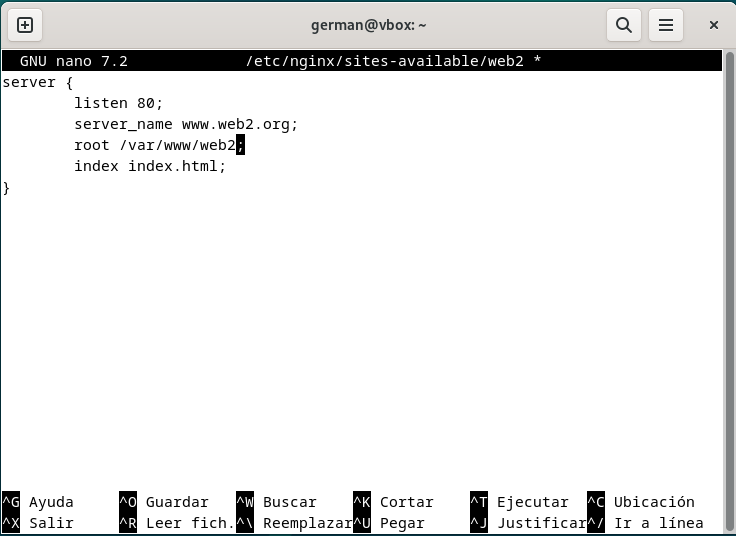 german@vbox: ~
GNU nano 7.2 /etc/nginx/sites-available/web2 *
server {
listen 80;
server_name www.web2.org;
root /var/www/web2;
index index.html;
}
^G Ayuda ^O Guardar ^W Buscar ^K Cortar ^T Ejecutar ^C Ubicación
^X Salir ^R Leer fich. ^\ Reemplazar ^U Pegar ^J Justificar ^/ Ir a línea